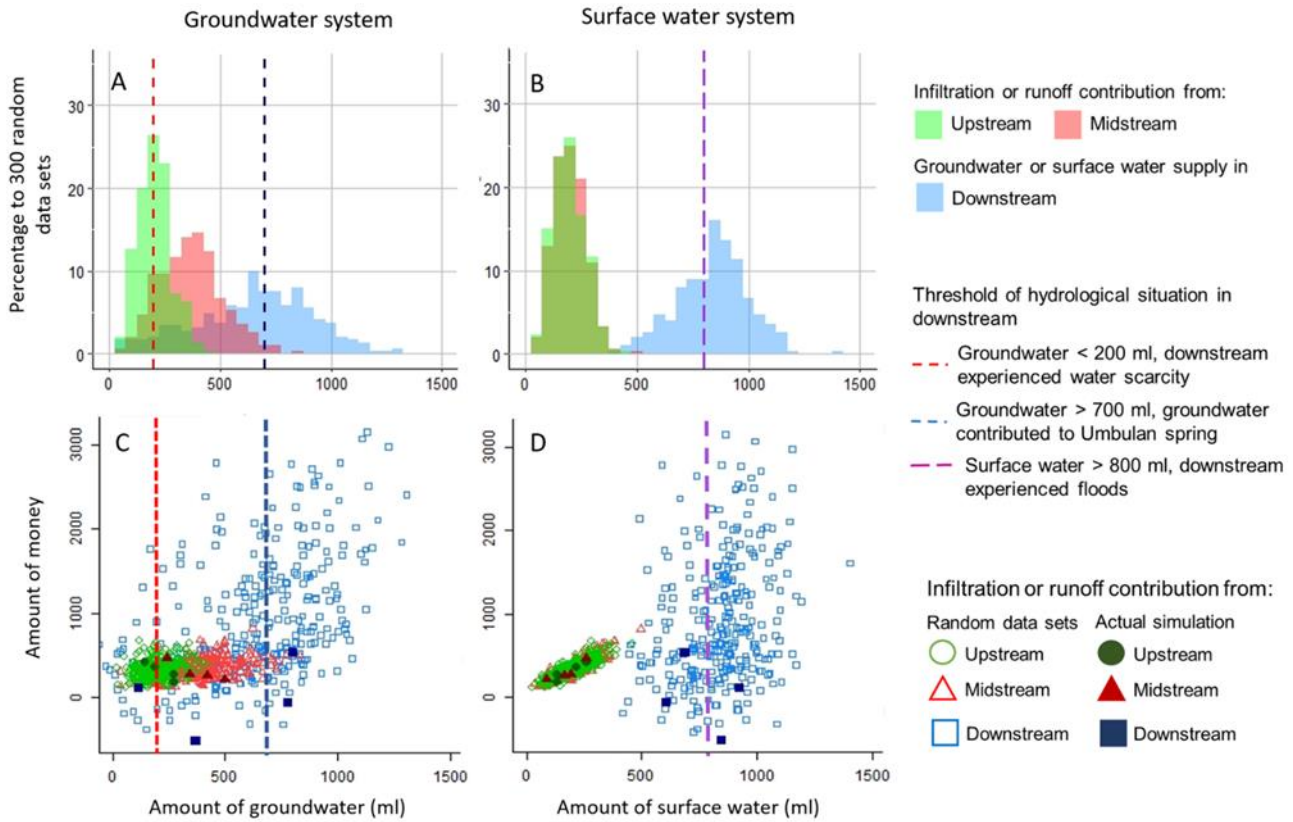 Groundwater system
Surface water system
A
B
Percentage to 300 random
data sets
30
20
10
0
0
500
1000
1500
30
20
10
0
0
500
1000
1500
Infiltration or runoff contribution from:
Upstream
Midstream
Groundwater or surface water supply in
Downstream
Threshold of hydrological situation in
downstream
Groundwater < 200 ml, downstream
experienced water scarcity
Groundwater > 700 ml, groundwater
contributed to Umbulan spring
Surface water > 800 ml, downstream
experienced floods
C
D
Amount of money
3000
2000
1000
0
0
500
1000
1500
Amount of groundwater (ml)
3000
2000
1000
0
0
500
1000
1500
Amount of surface water (ml)
Infiltration or runoff contribution from:
Random data sets Actual simulation
Upstream Upstream
Midstream Midstream
Downstream Downstream